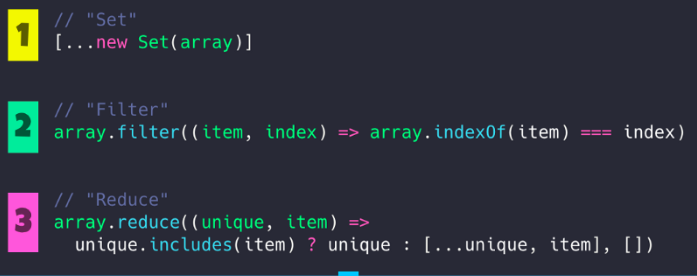 1
// "Set"
[...new Set(array)]
2
// "Filter"
array.filter((item, index) => array.indexOf(item) === index)
3
// "Reduce"
array.reduce((unique, item) =>
unique.includes(item) ? unique : [...unique, item], [])